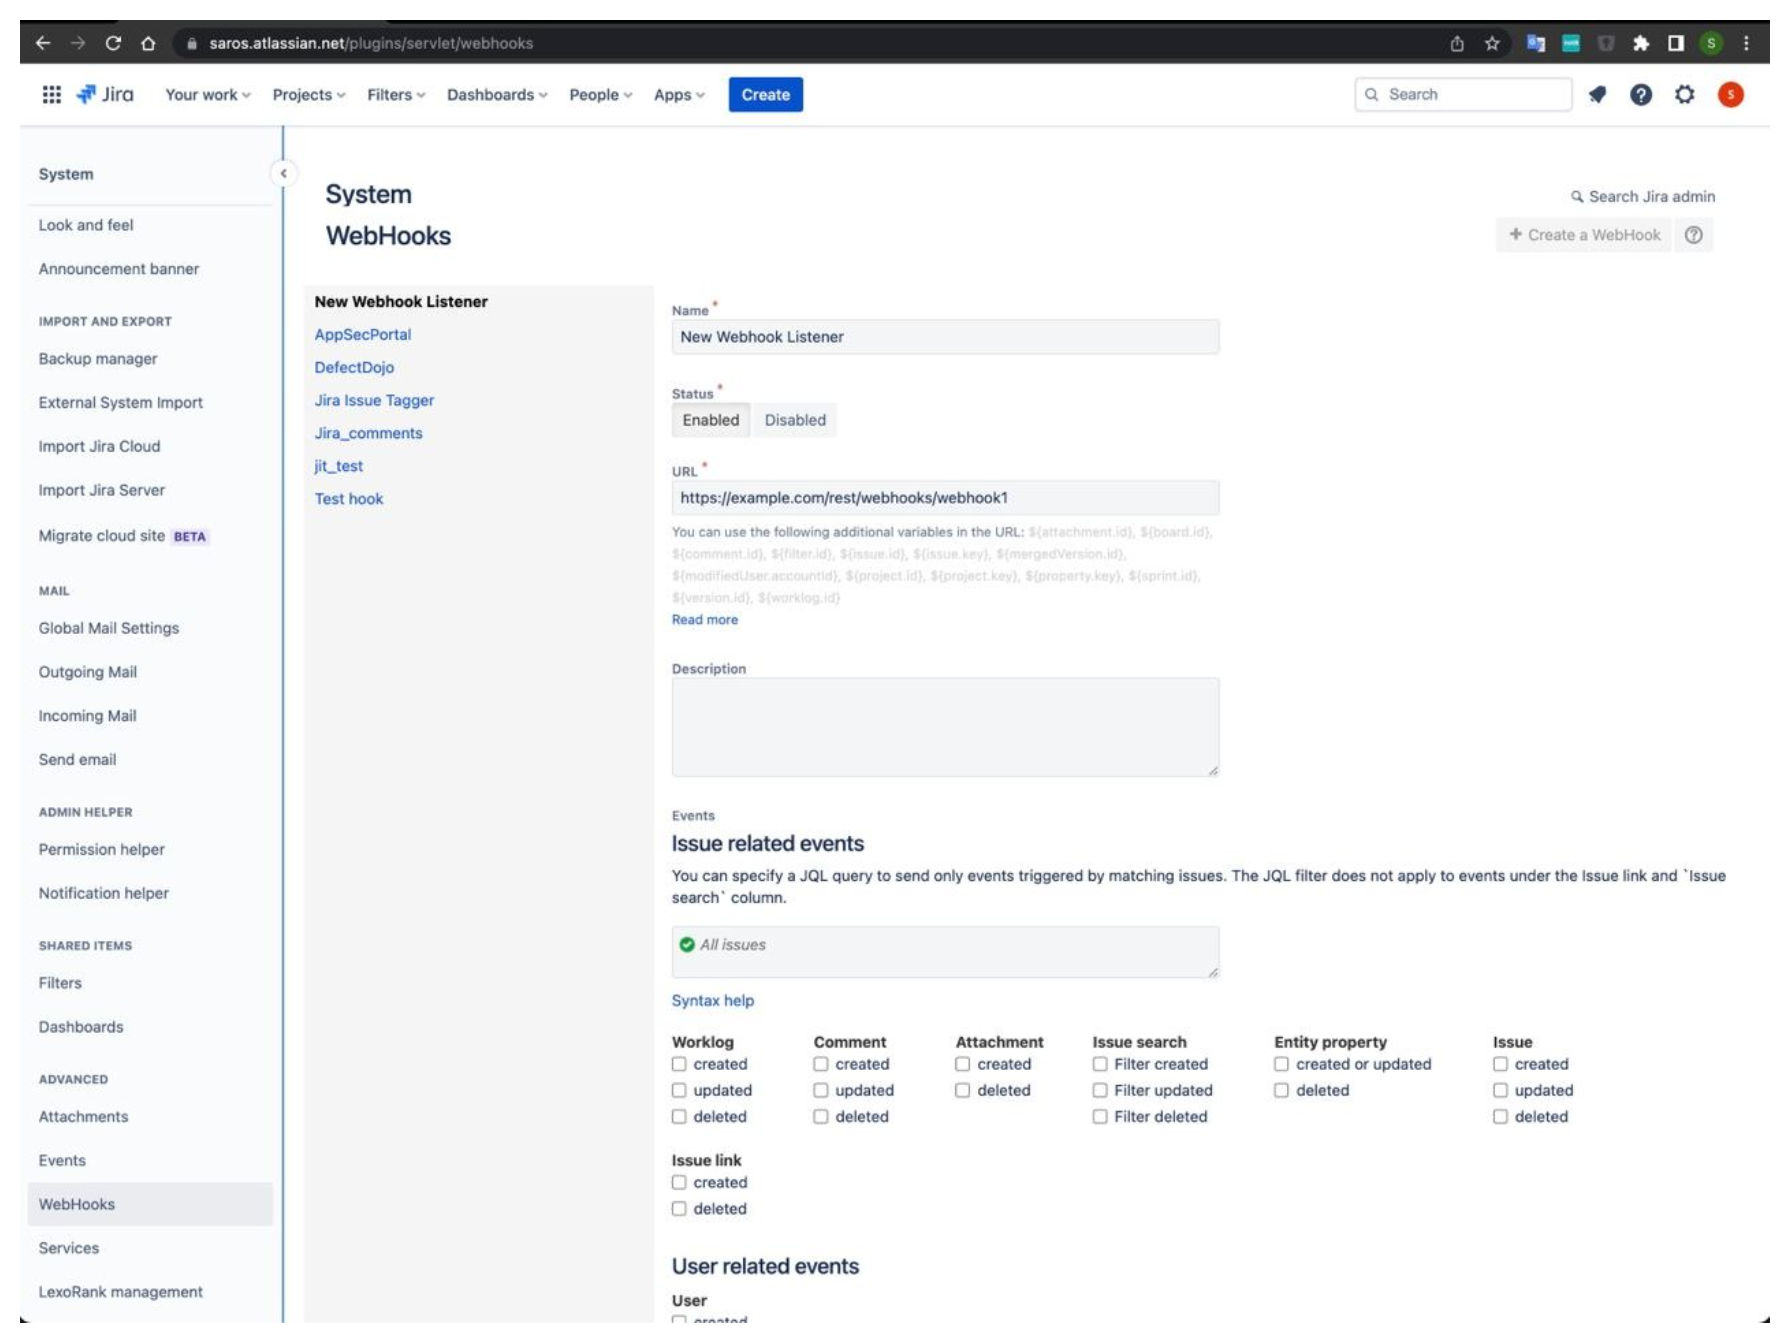 saros.atlassian.net/plugins/servlet/webhooks
S
Jira
Your work
Projects
Filters
Dashboards
People
Apps
Create
Search
S
System
Look and feel
Announcement banner
IMPORT AND EXPORT
Backup manager
External System Import
Import Jira Cloud
Import Jira Server
Migrate cloud site BETA
MAIL
Global Mail Settings
Outgoing Mail
Incoming Mail
Send email
ADMIN HELPER
Permission helper
Notification helper
SHARED ITEMS
Filters
Dashboards
ADVANCED
Attachments
Events
WebHooks
Services
LexoRank management
System
Search Jira admin
WebHooks
+ Create a WebHook
New Webhook Listener
AppSecPortal
DefectDojo
Jira Issue Tagger
Jira_comments
jit_test
Test hook
Name *
New Webhook Listener
Status *
Enabled Disabled
URL *
https://example.com/rest/webhooks/webhook1
You can use the following additional variables in the URL: ${attachment.id}, ${board.id},
${comment.id}, ${filter.id}, ${issue.id}, ${issue.key}, ${mergedVersion.id},
${modifiedUser.accountId}, ${project.id}, ${project.key}, ${property.key}, ${sprint.id},
${version.id}, ${worklog.id}
Read more
Description
Events
Issue related events
You can specify a JQL query to send only events triggered by matching issues. The JQL filter does not apply to events under the Issue link and `Issue
search` column.
All issues
Syntax help
Worklog
created
updated
deleted
Comment
created
updated
deleted
Attachment
created
deleted
Issue search
Filter created
Filter updated
Filter deleted
Entity property
created or updated
deleted
Issue
created
updated
deleted
Issue link
created
deleted
User related events
User
created